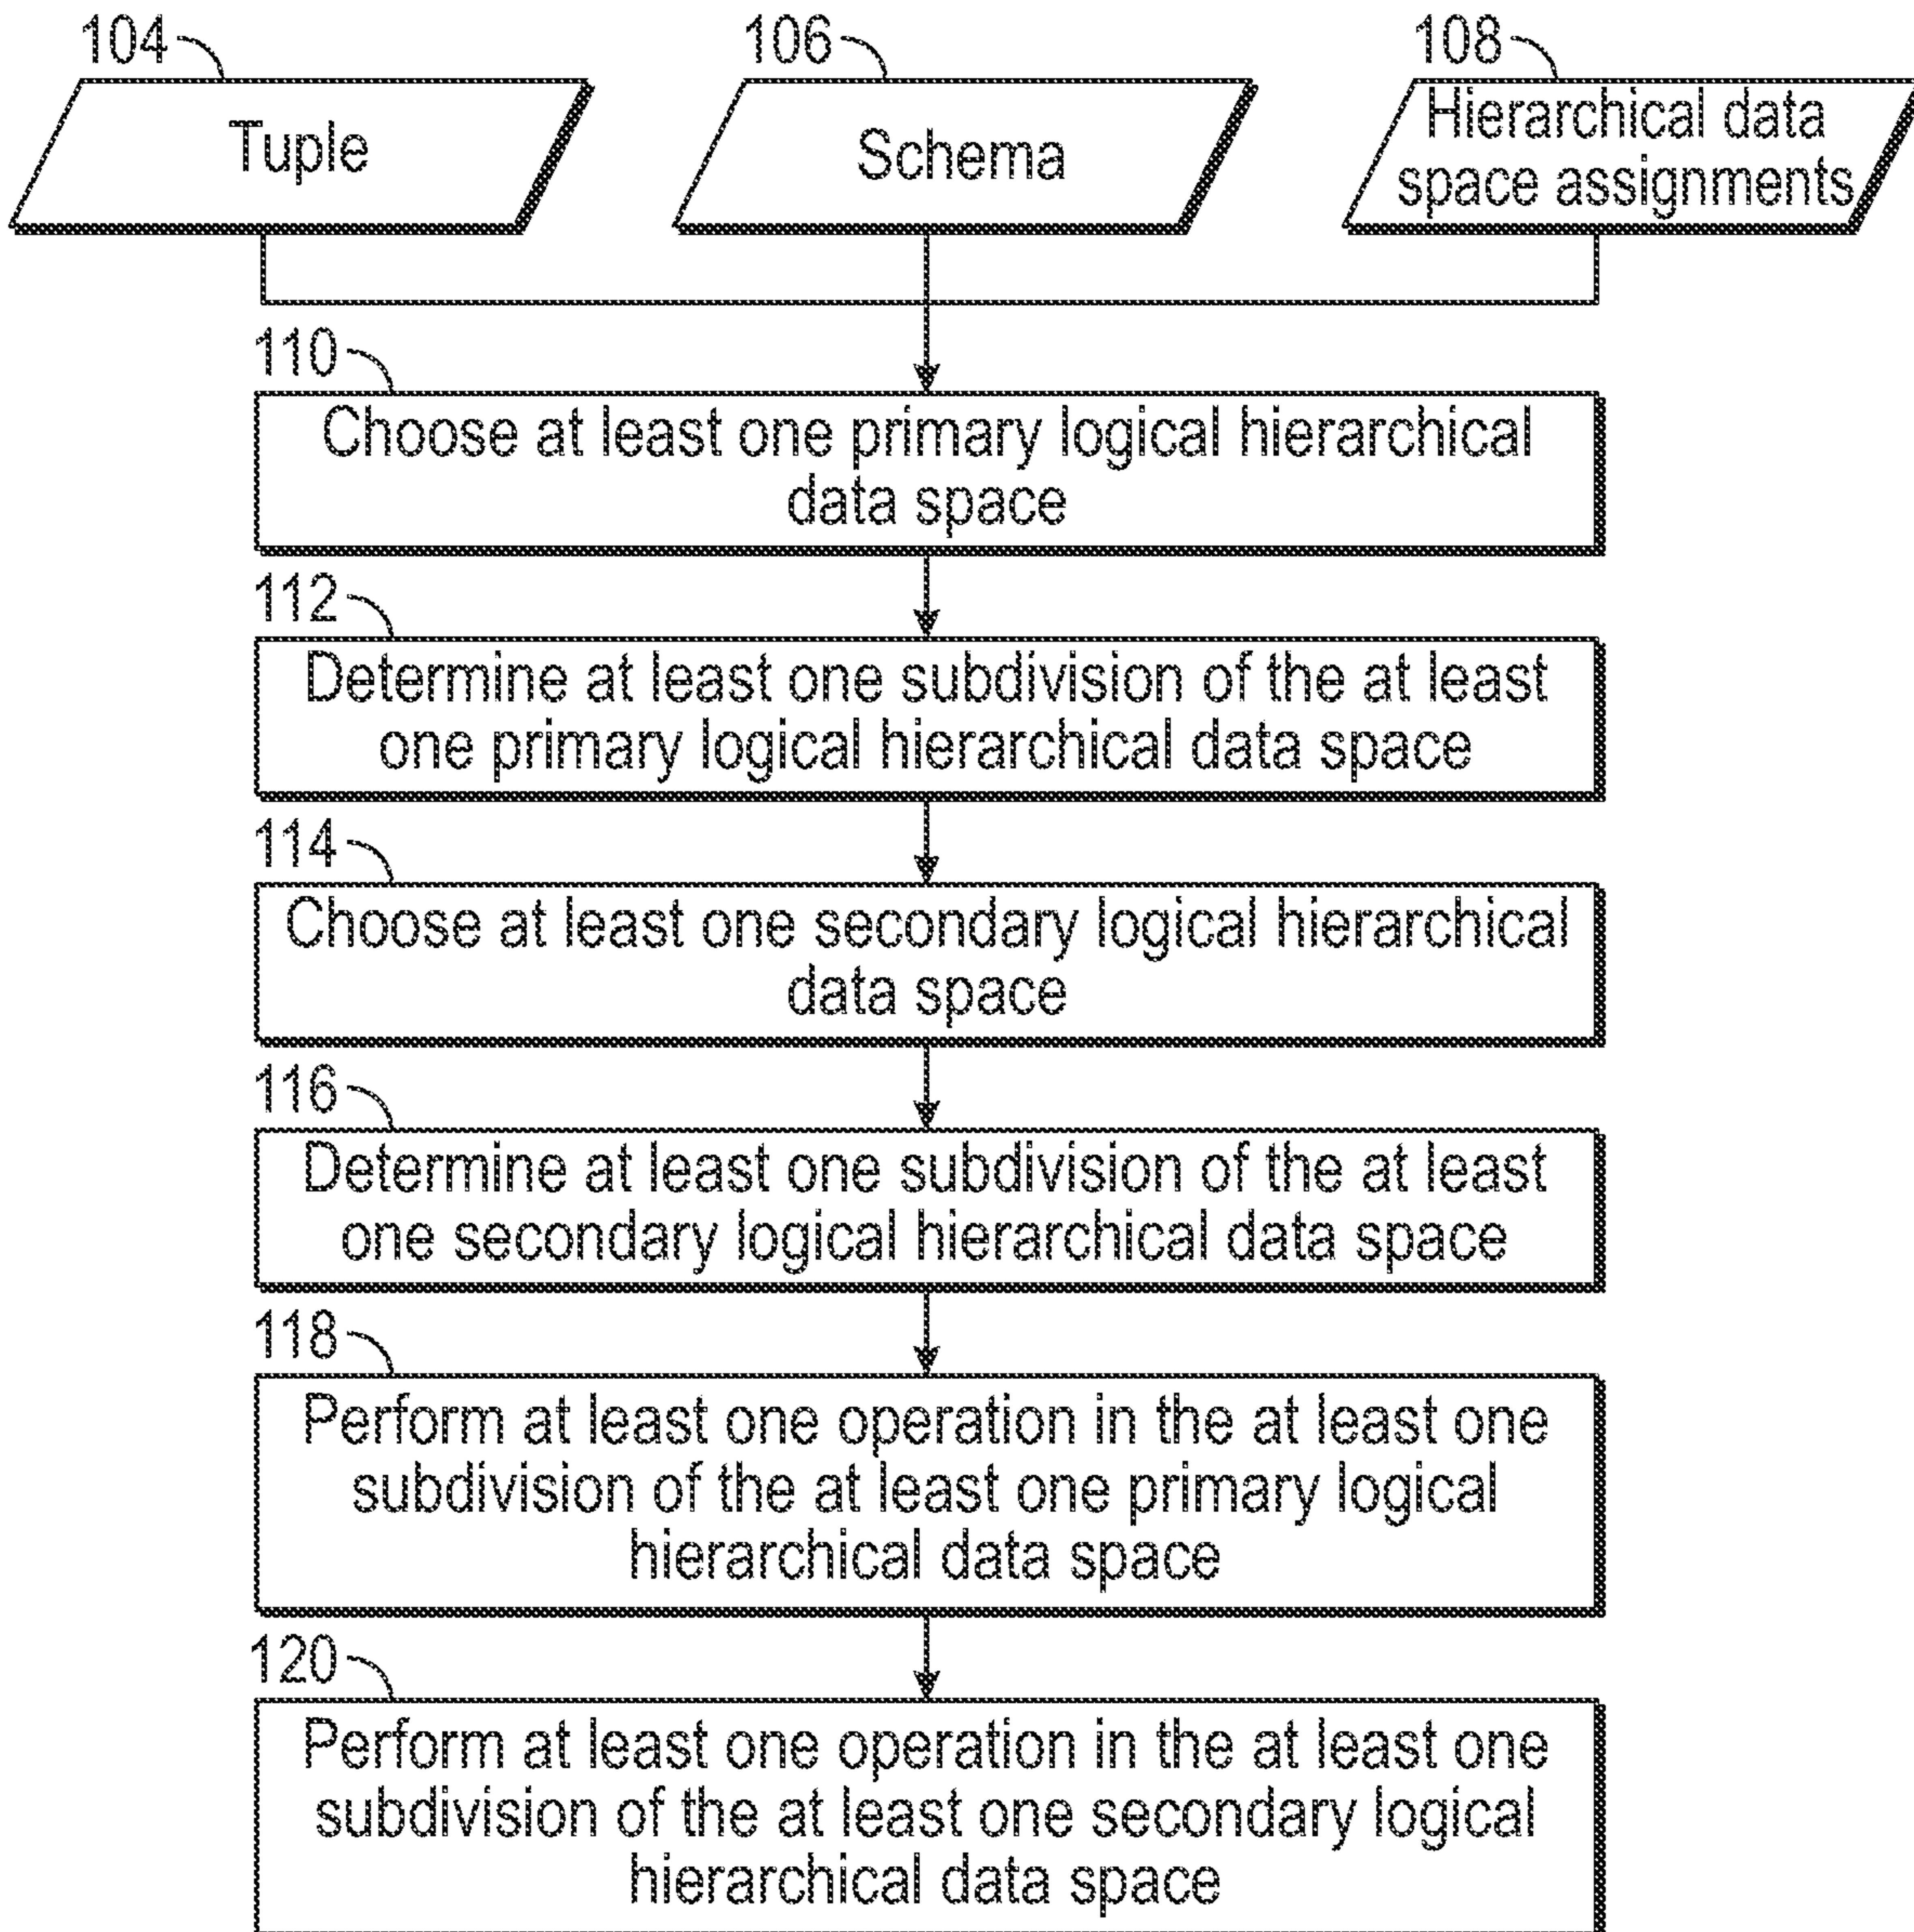 104
106
108
Tuple
Schema
Hierarchical data
space assignments
110
Choose at least one primary logical hierarchical
data space
112
Determine at least one subdivision of the at least
one primary logical hierarchical data space
114
Choose at least one secondary logical hierarchical
data space
116
Determine at least one subdivision of the at least
one secondary logical hierarchical data space
118
Perform at least one operation in the at least one
subdivision of the at least one primary logical
hierarchical data space
120
Perform at least one operation in the at least one
subdivision of the at least one secondary logical
hierarchical data space